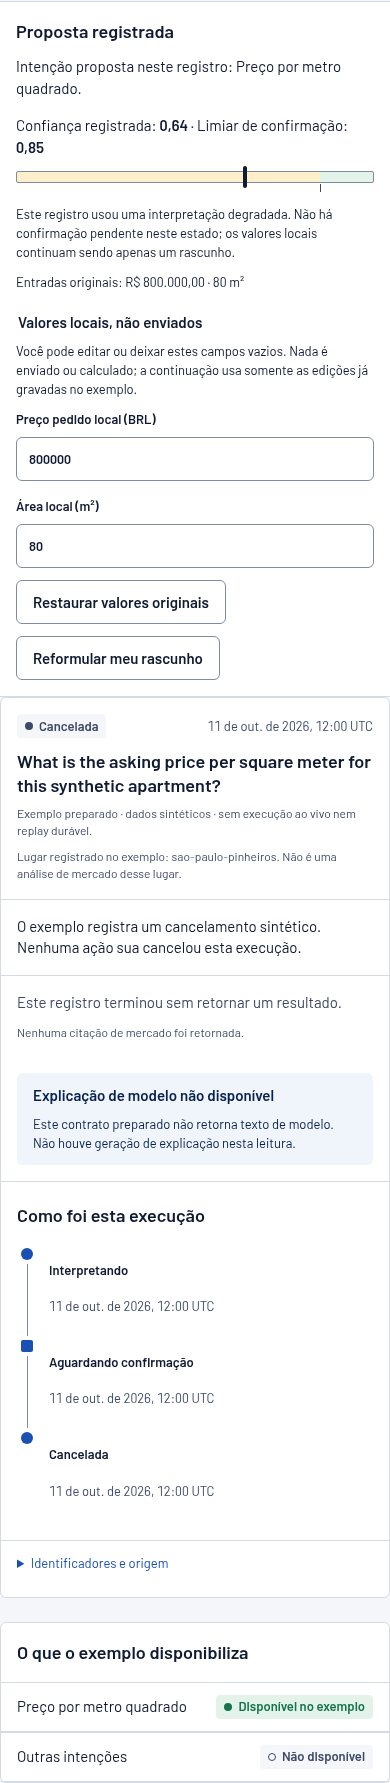 Proposta registrada
Intenção proposta neste registro: Preço por metro
quadrado.
Confiança registrada: 0,64 · Limiar de confirmação:
0,85
Este registro usou uma interpretação degradada. Não há
confirmação pendente neste estado; os valores locais
continuam sendo apenas um rascunho.
Entradas originais: R$ 800.000,00 · 80 m²
Valores locais, não enviados
Você pode editar ou deixar estes campos vazios. Nada é
enviado ou calculado; a continuação usa somente as edições já
gravadas no exemplo.
Preço pedido local (BRL)
800000
Área local (m²)
80
Restaurar valores originais
Reformular meu rascunho
Cancelada
11 de out. de 2026, 12:00 UTC
What is the asking price per square meter for
this synthetic apartment?
Exemplo preparado · dados sintéticos · sem execução ao vivo nem
replay durável.
Lugar registrado no exemplo: sao-paulo-pinheiros. Não é uma
análise de mercado desse lugar.
O exemplo registra um cancelamento sintético.
Nenhuma ação sua cancelou esta execução.
Este registro terminou sem retornar um resultado.
Nenhuma citação de mercado foi retornada.
Explicação de modelo não disponível
Este contrato preparado não retorna texto de modelo.
Não houve geração de explicação nesta leitura.
Como foi esta execução
Interpretando
11 de out. de 2026, 12:00 UTC
Aguardando confirmação
11 de out. de 2026, 12:00 UTC
Cancelada
11 de out. de 2026, 12:00 UTC
Identificadores e origem
O que o exemplo disponibiliza
Preço por metro quadrado
Disponível no exemplo
Outras intenções
Não disponível